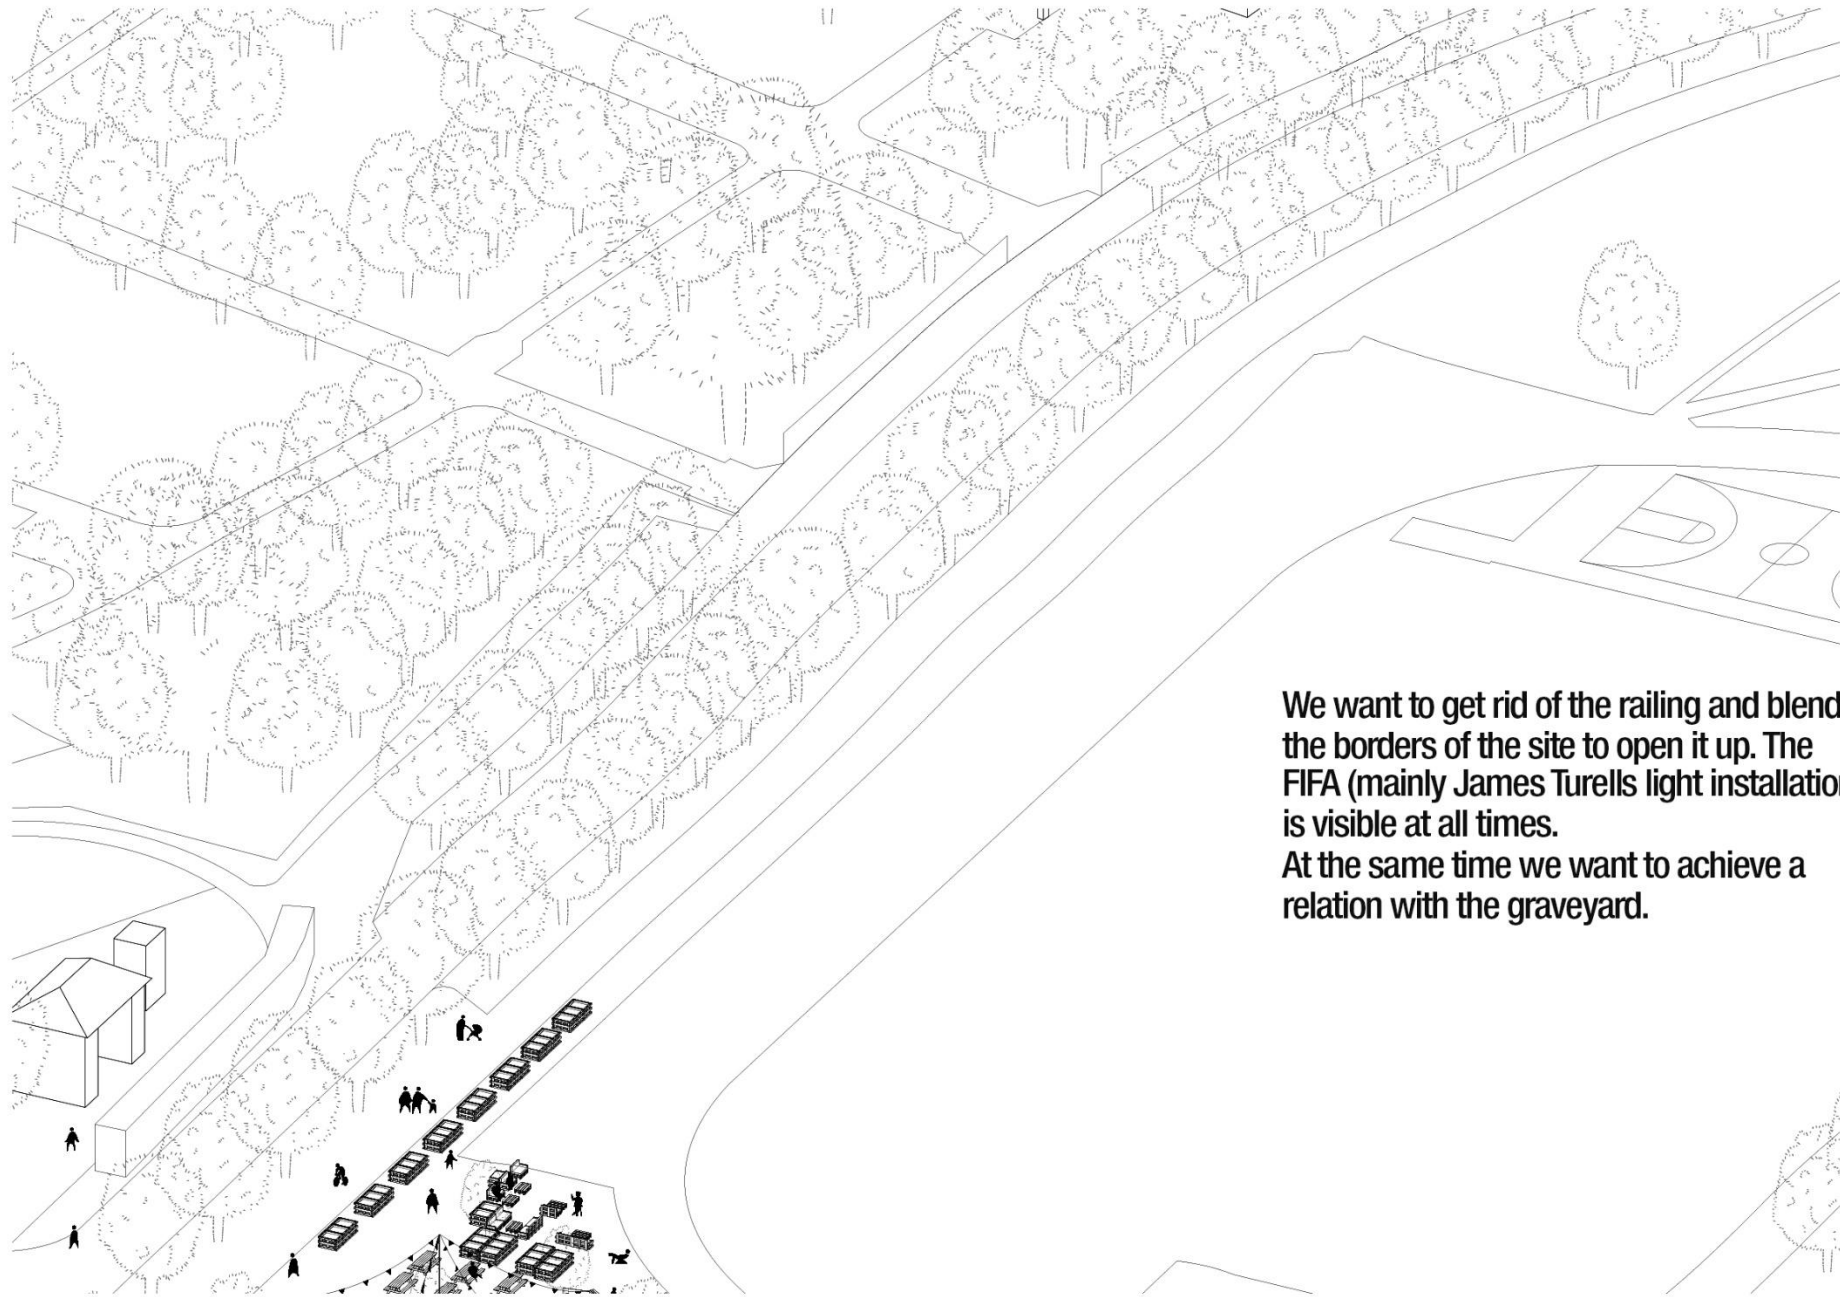 We want to get rid of the railing and blend
the borders of the site to open it up. The
FIFA (mainly James Turells light installation
is visible at all times.
At the same time we want to achieve a
relation with the graveyard.